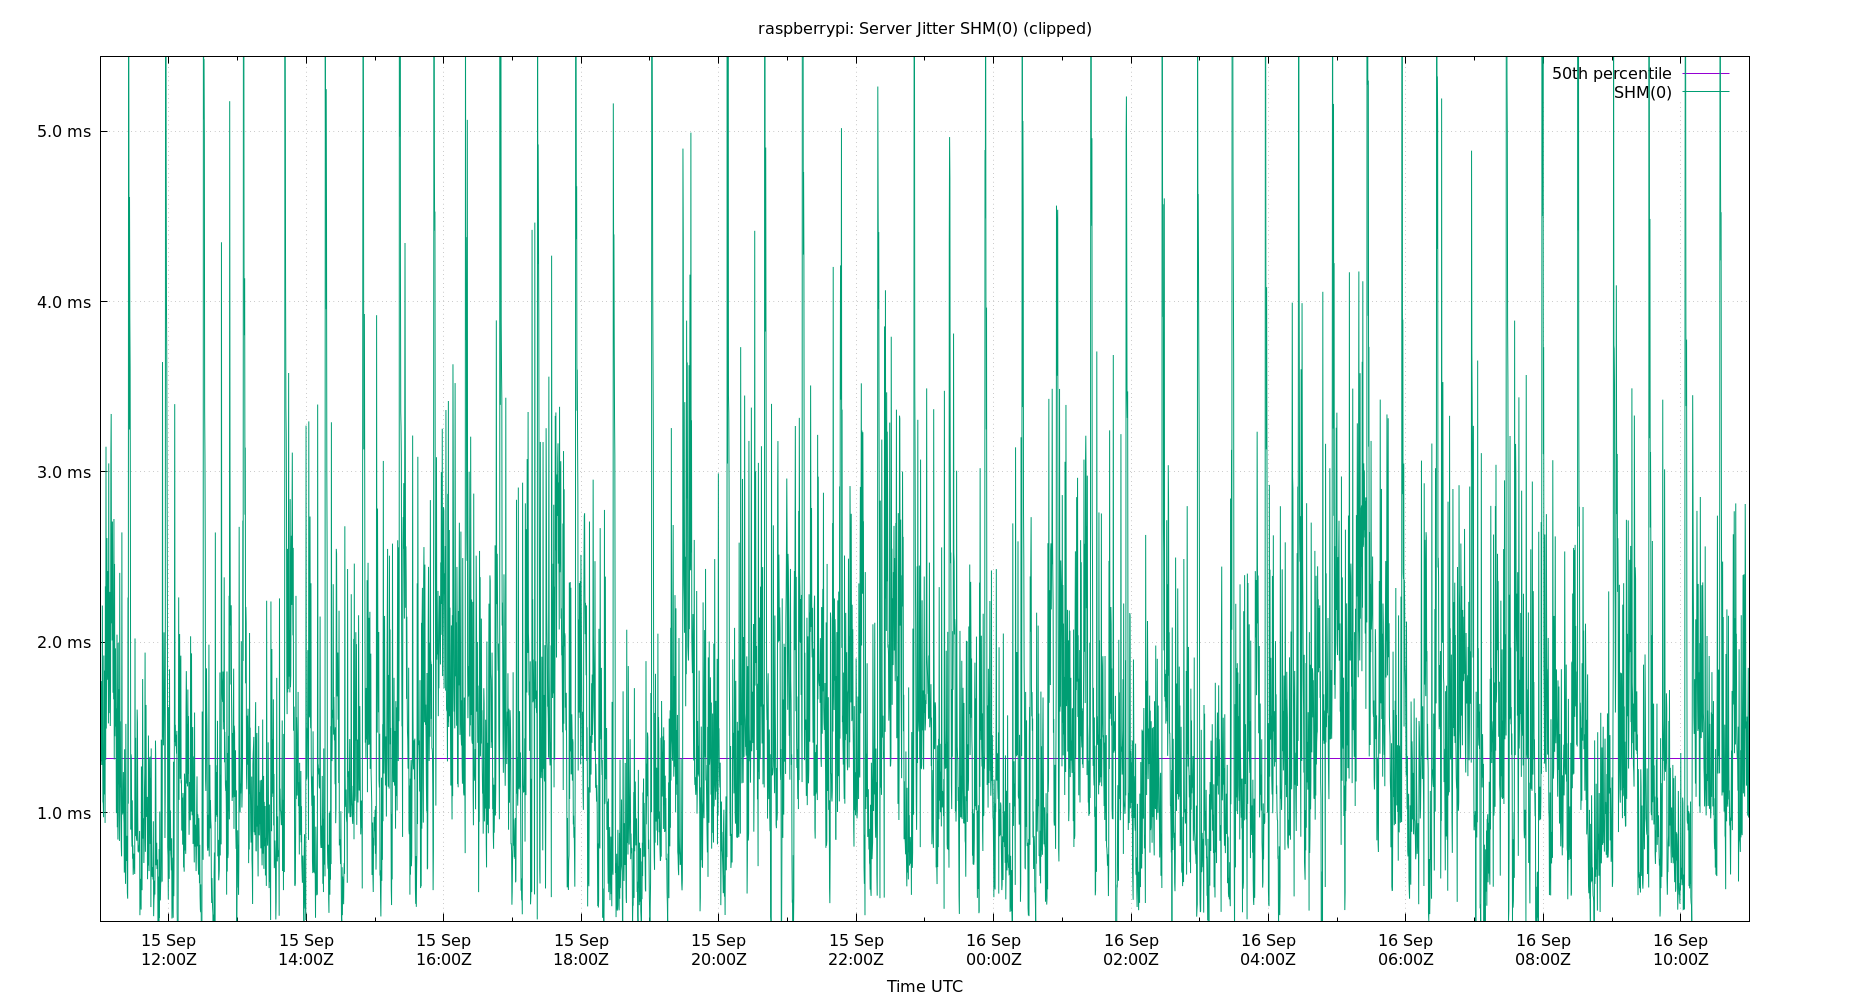 raspberrypi: Server Jitter SHM(0) (clipped)
50th percentile
SHM(0)
5.0 ms
4.0 ms
3.0 ms
2.0 ms
1.0 ms
15 Sep 15 Sep 15 Sep 15 Sep 15 Sep 15 Sep 16 Sep 16 Sep 16 Sep 16 Sep 16 Sep 16 Sep
12:00Z 14:00Z 16:00Z 18:00Z 20:00Z 22:00Z 00:00Z 02:00Z 04:00Z 06:00Z 08:00Z 10:00Z
Time UTC